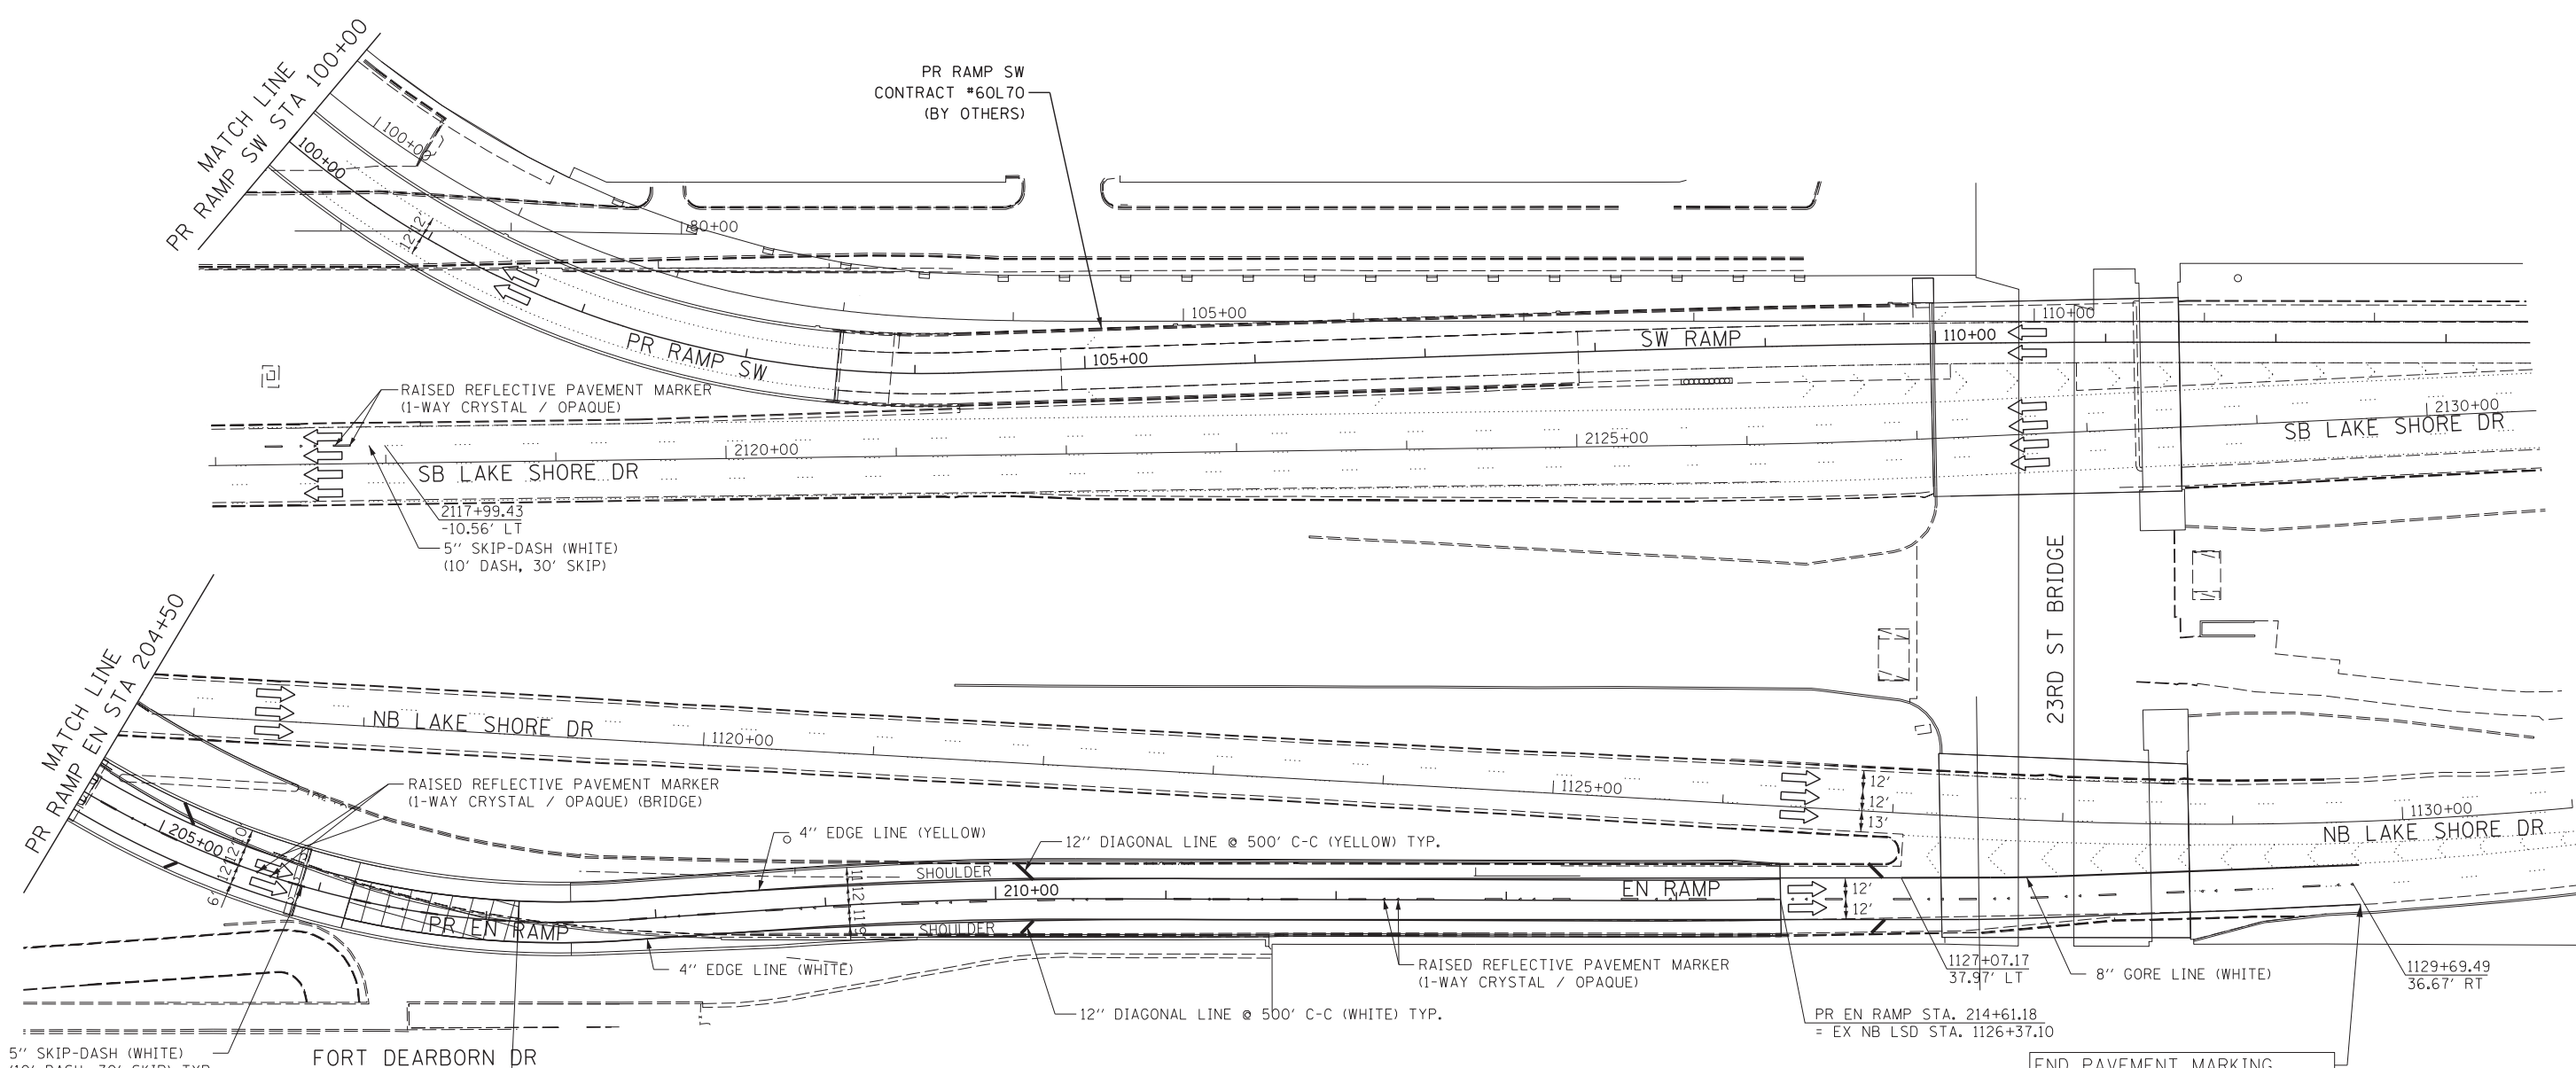 MATCH LINE
PR RAMP SW STA 100+00
100+00
100+00
12' 12'
80+00
PR RAMP SW
CONTRACT #60L70
(BY OTHERS)
105+00
110+00
PR RAMP SW
105+00
SW RAMP
110+00
RAISED REFLECTIVE PAVEMENT MARKER
(1-WAY CRYSTAL / OPAQUE)
2120+00
2125+00
2130+00
SB LAKE SHORE DR
SB LAKE SHORE DR
2117+99.43
-10.56' LT
5" SKIP-DASH (WHITE)
(10' DASH, 30' SKIP)
23RD ST BRIDGE
MATCH LINE
PR RAMP EN STA 204+50
NB LAKE SHORE DR
1120+00
1125+00
12'
12'
13'
1130+00
NB LAKE SHORE DR
RAISED REFLECTIVE PAVEMENT MARKER
(1-WAY CRYSTAL / OPAQUE) (BRIDGE)
205+00
4" EDGE LINE (YELLOW)
12" DIAGONAL LINE @ 500' C-C (YELLOW) TYP.
SHOULDER
210+00
EN RAMP
12'
12'
PR EN RAMP
SHOULDER
4" EDGE LINE (WHITE)
RAISED REFLECTIVE PAVEMENT MARKER
(1-WAY CRYSTAL / OPAQUE)
1127+07.17
37.97' LT
8" GORE LINE (WHITE)
1129+69.49
36.67' RT
12" DIAGONAL LINE @ 500' C-C (WHITE) TYP.
PR EN RAMP STA. 214+61.18
= EX NB LSD STA. 1126+37.10
5" SKIP-DASH (WHITE)
(10' DASH, 30' SKIP) TYP.
FORT DEARBORN DR
END PAVEMENT MARKING